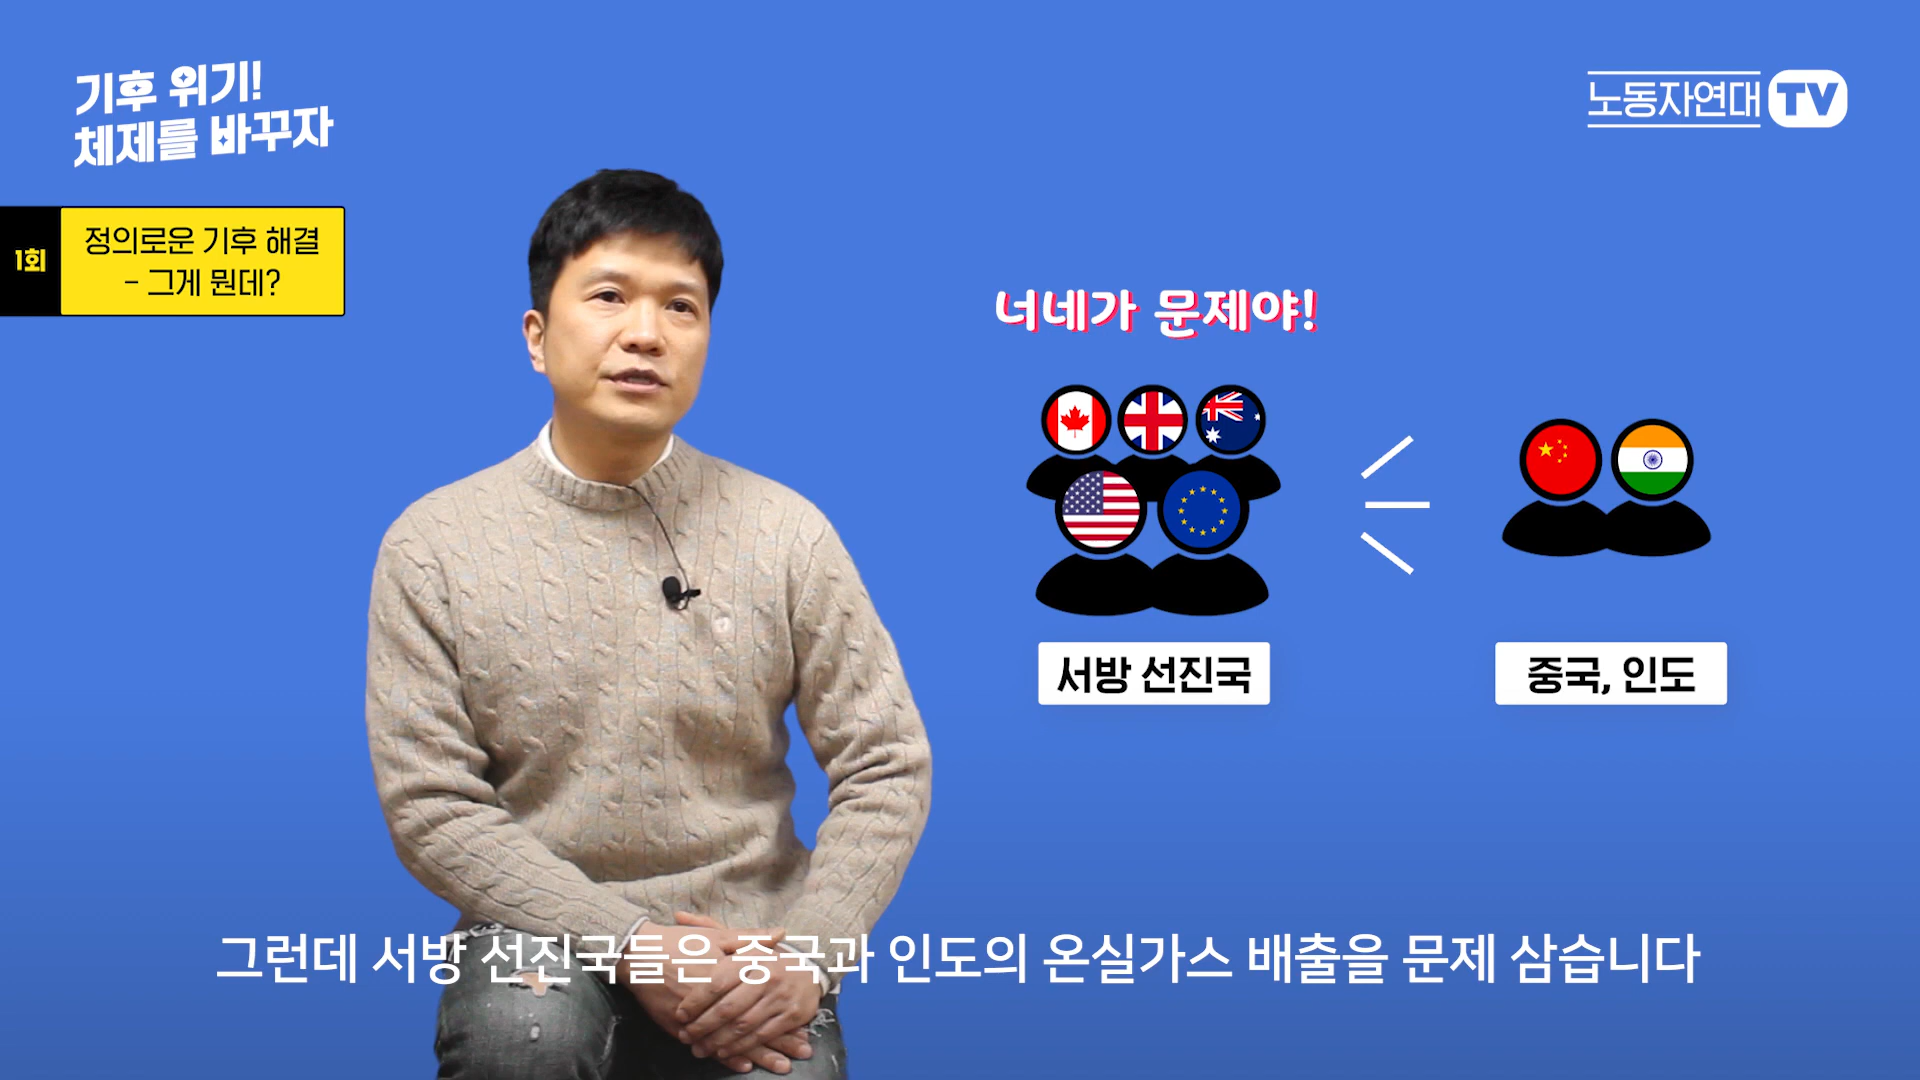 기후 위기!
체제를 바꾸자
노동자연대 TV
1회
정의로운 기후 해결
- 그게 뭔데?
너네가 문제야!
서방 선진국
중국, 인도
그런데 서방 선진국들은 중국과 인도의 온실가스 배출을 문제 삼습니다